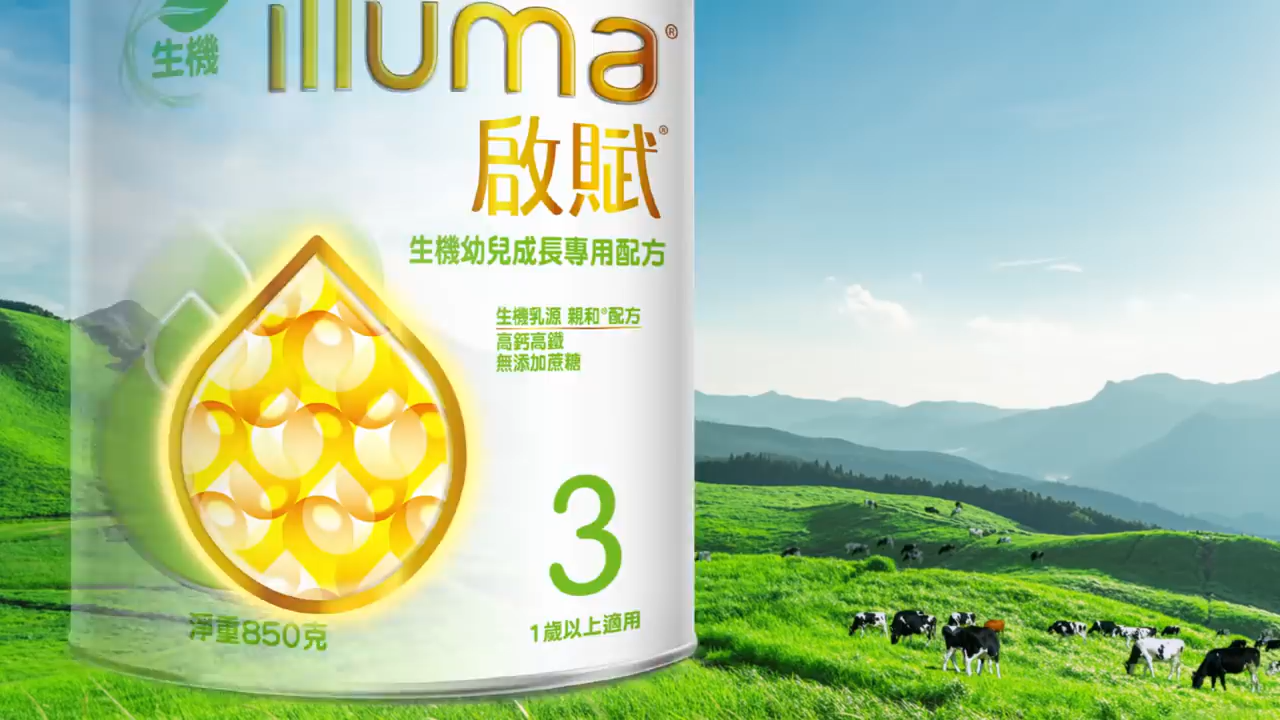 生機
illuma®
啟賦®
生機幼兒成長專用配方
生機乳源 親和®配方
高鈣高鐵
無添加蔗糖
3
淨重850克
1歲以上適用